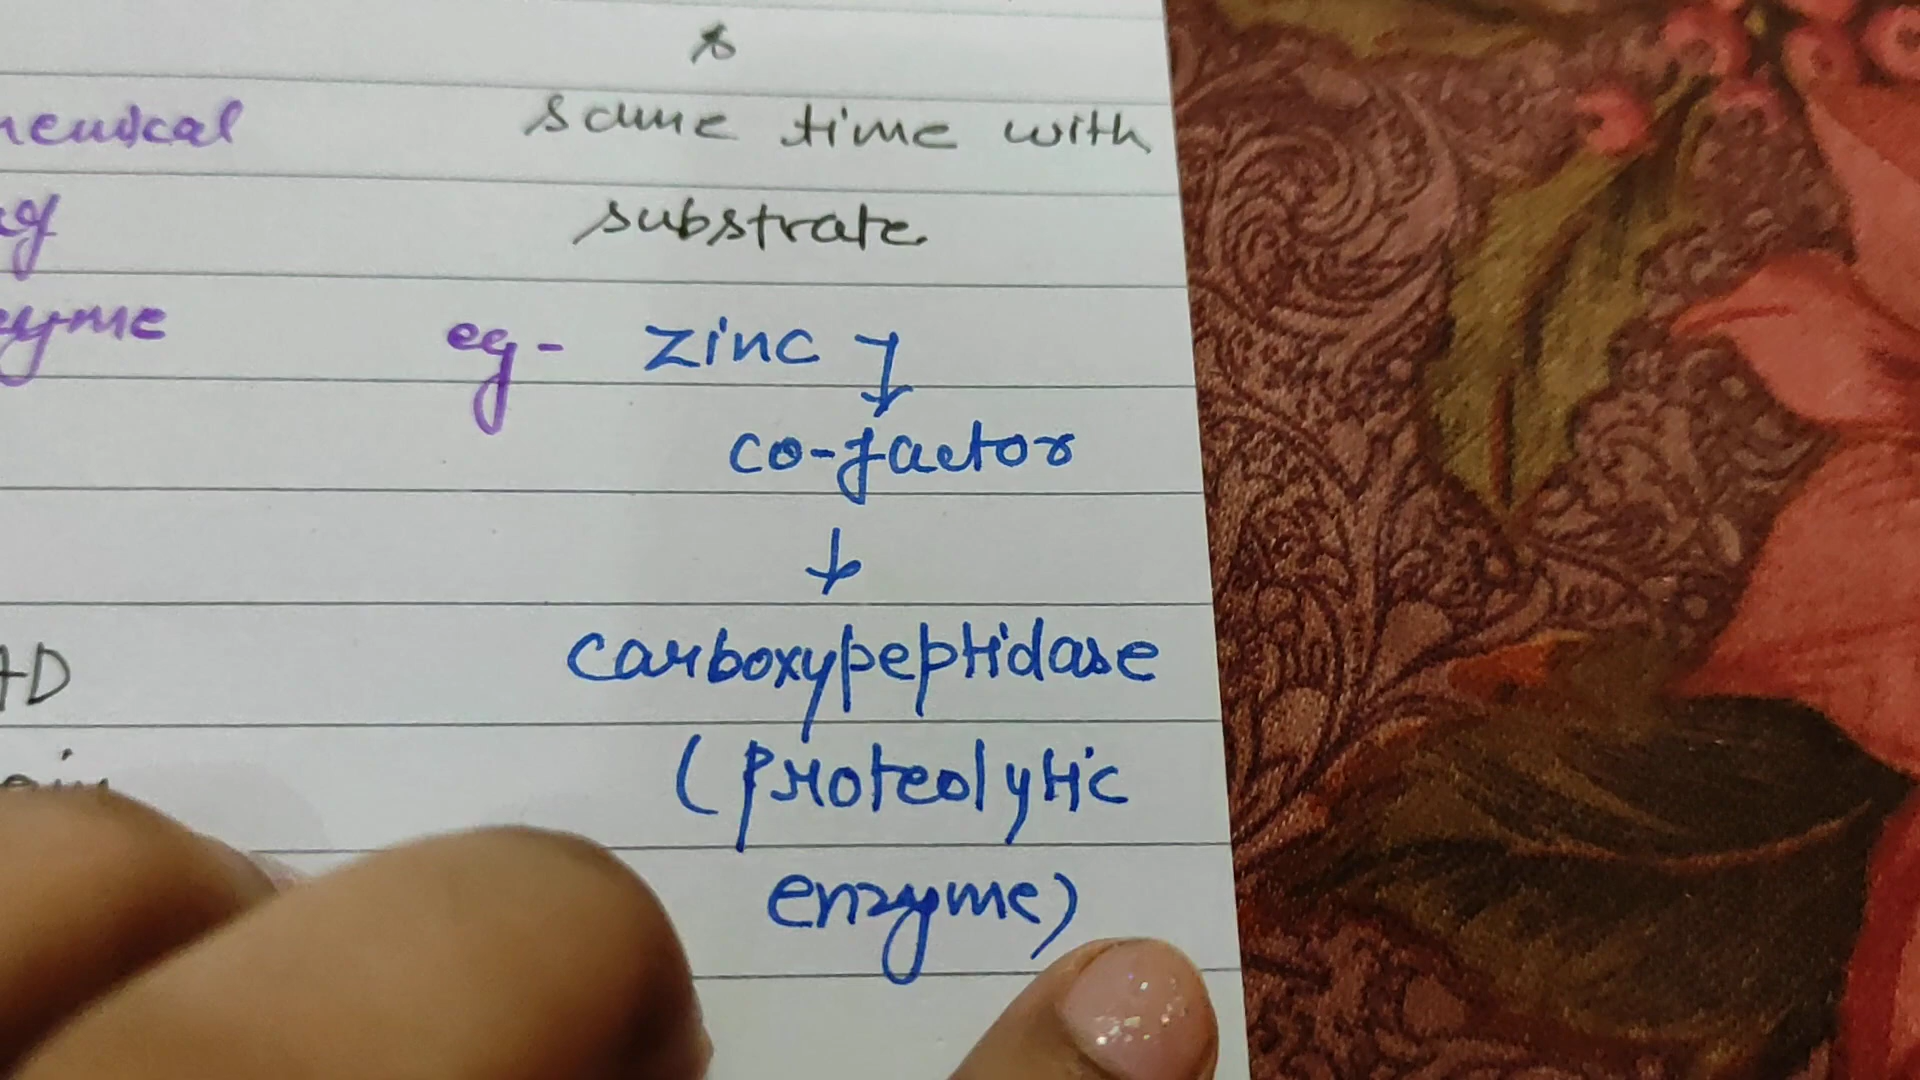 &
same time with
substrate.
eg- zinc
co-factor
carboxypeptidase
(proteolytic
enzyme)